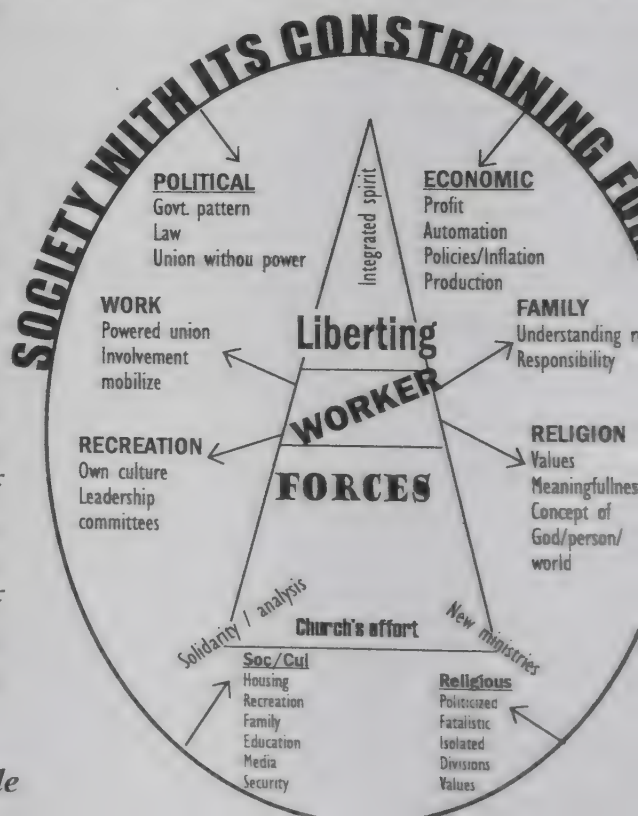 SOCIETY WITH ITS CONSTRAINING
POLITICAL
Govt. pattern
Law
Union withou power
ECONOMIC
Profit
Automation
Policies/Inflation
Production
Integrated spirit
WORK
Powered union
Involvement
mobilize
FAMILY
Understanding
Responsibility
Liberting
WORKER
FORCES
RECREATION
Own culture
Leadership
committees
RELIGION
Values
Meaningfullnes
Concept of
God/person/
world
Solidarity / analysis
Church's effort
New ministries
Soc/Cul
Housing
Recreation
Family
Education
Media
Security
Religious
Politicized
Fatalistic
Isolated
Divisions
Values